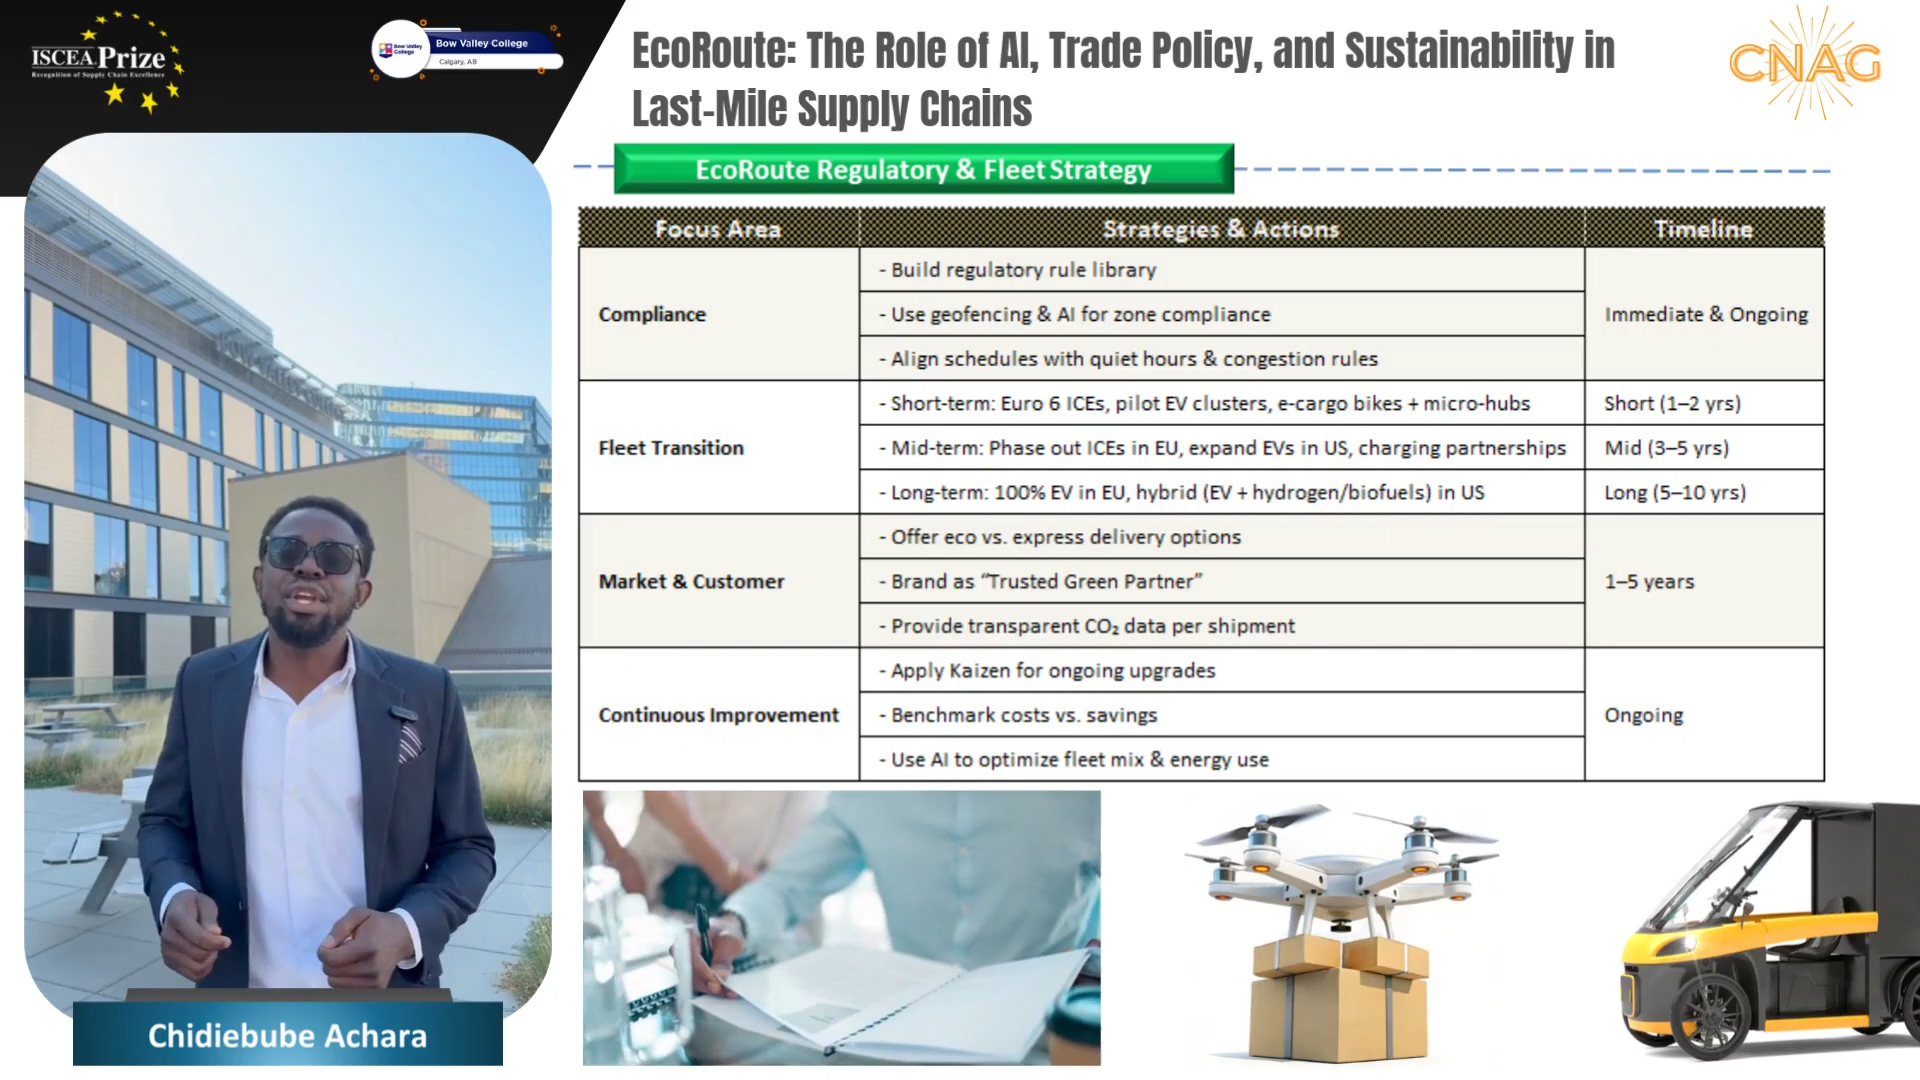 ISCEA Prize
Recognition of Supply Chain Excellence
Bow Valley College
Bow Valley College
Calgary, AB
EcoRoute: The Role of AI, Trade Policy, and Sustainability in
Last-Mile Supply Chains
CNAG
EcoRoute Regulatory & Fleet Strategy
Focus Area
Strategies & Actions
Timeline
Compliance
- Build regulatory rule library
- Use geofencing & AI for zone compliance
- Align schedules with quiet hours & congestion rules
Immediate & Ongoing
Fleet Transition
- Short-term: Euro 6 ICEs, pilot EV clusters, e-cargo bikes + micro-hubs
Short (1–2 yrs)
- Mid-term: Phase out ICEs in EU, expand EVs in US, charging partnerships
Mid (3–5 yrs)
- Long-term: 100% EV in EU, hybrid (EV + hydrogen/biofuels) in US
Long (5–10 yrs)
Market & Customer
- Offer eco vs. express delivery options
- Brand as “Trusted Green Partner”
- Provide transparent CO₂ data per shipment
1–5 years
Continuous Improvement
- Apply Kaizen for ongoing upgrades
- Benchmark costs vs. savings
- Use AI to optimize fleet mix & energy use
Ongoing
BOW VALLEY COLLEGE
Chidiebube Achara